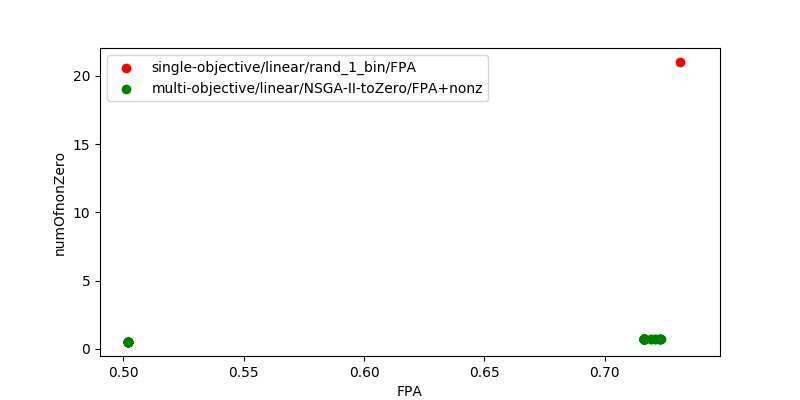 single-objective/linear/rand_1_bin/FPA
multi-objective/linear/NSGA-II-toZero/FPA+nonz
20
15
10
5
0
numOfnonZero
0.50 0.55 0.60 0.65 0.70
FPA